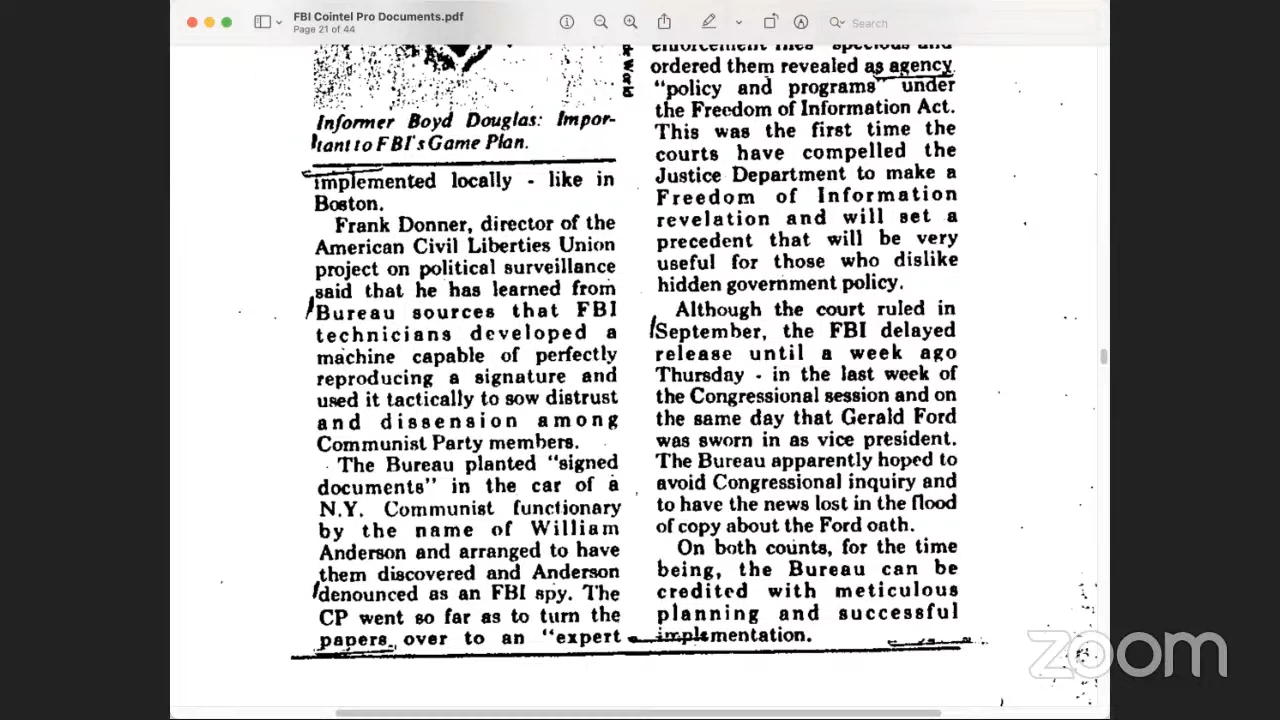 FBI Cointel Pro Documents.pdf
Page 21 of 44
Search
Informer Boyd Douglas: Impor-
tant to FBI's Game Plan.
implemented locally - like in
Boston.
Frank Donner, director of the
American Civil Liberties Union
project on political surveillance
said that he has learned from
Bureau sources that FBI
technicians developed a
machine capable of perfectly
reproducing a signature and
used it tactically to sow distrust
and dissension among
Communist Party members.
The Bureau planted "signed
documents" in the car of a
N.Y. Communist functionary
by the name of William
Anderson and arranged to have
them discovered and Anderson
denounced as an FBI spy. The
CP went so far as to turn the
papers over to an "expert
enforcement files specious and
ordered them revealed as agency
"policy and programs" under
the Freedom of Information Act.
This was the first time the
courts have compelled the
Justice Department to make a
Freedom of Information
revelation and will set a
precedent that will be very
useful for those who dislike
hidden government policy.
Although the court ruled in
September, the FBI delayed
release until a week ago
Thursday - in the last week of
the Congressional session and on
the same day that Gerald Ford
was sworn in as vice president.
The Bureau apparently hoped to
avoid Congressional inquiry and
to have the news lost in the flood
of copy about the Ford oath.
On both counts, for the time
being, the Bureau can be
credited with meticulous
planning and successful
implementation.
zoom